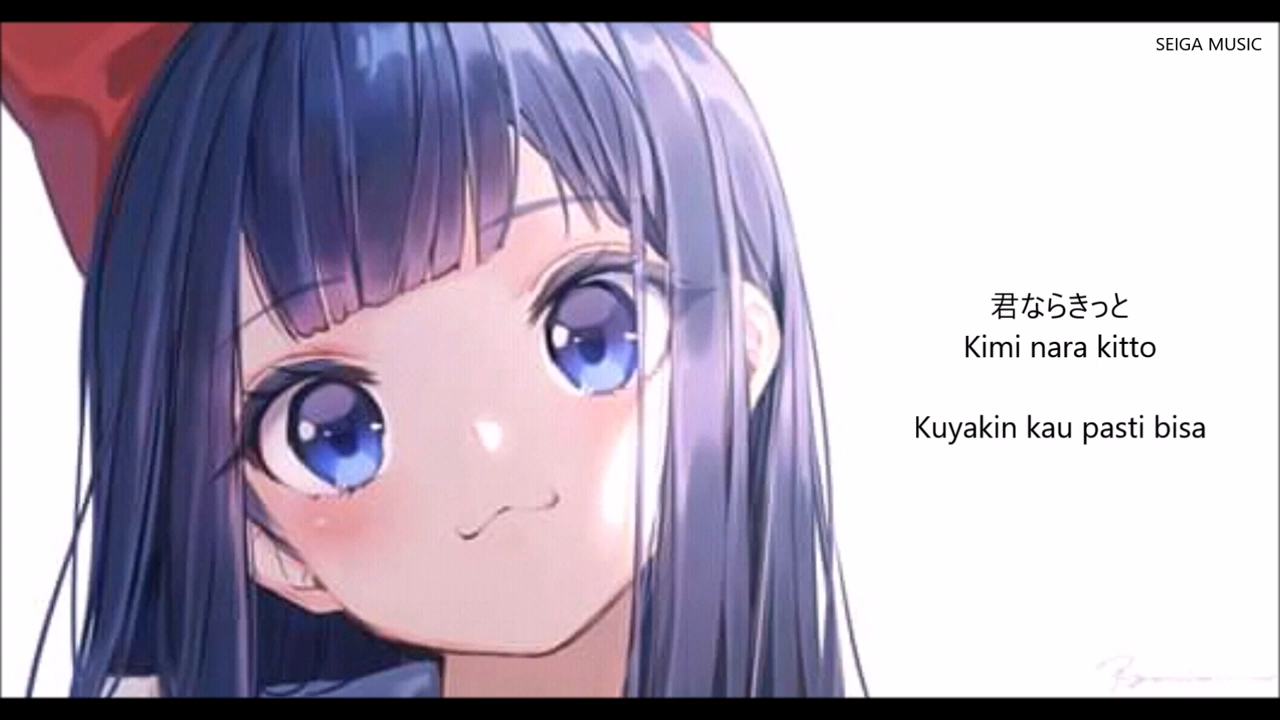 SEIGA MUSIC
君ならきっと
Kimi nara kitto
Kuyakin kau pasti bisa